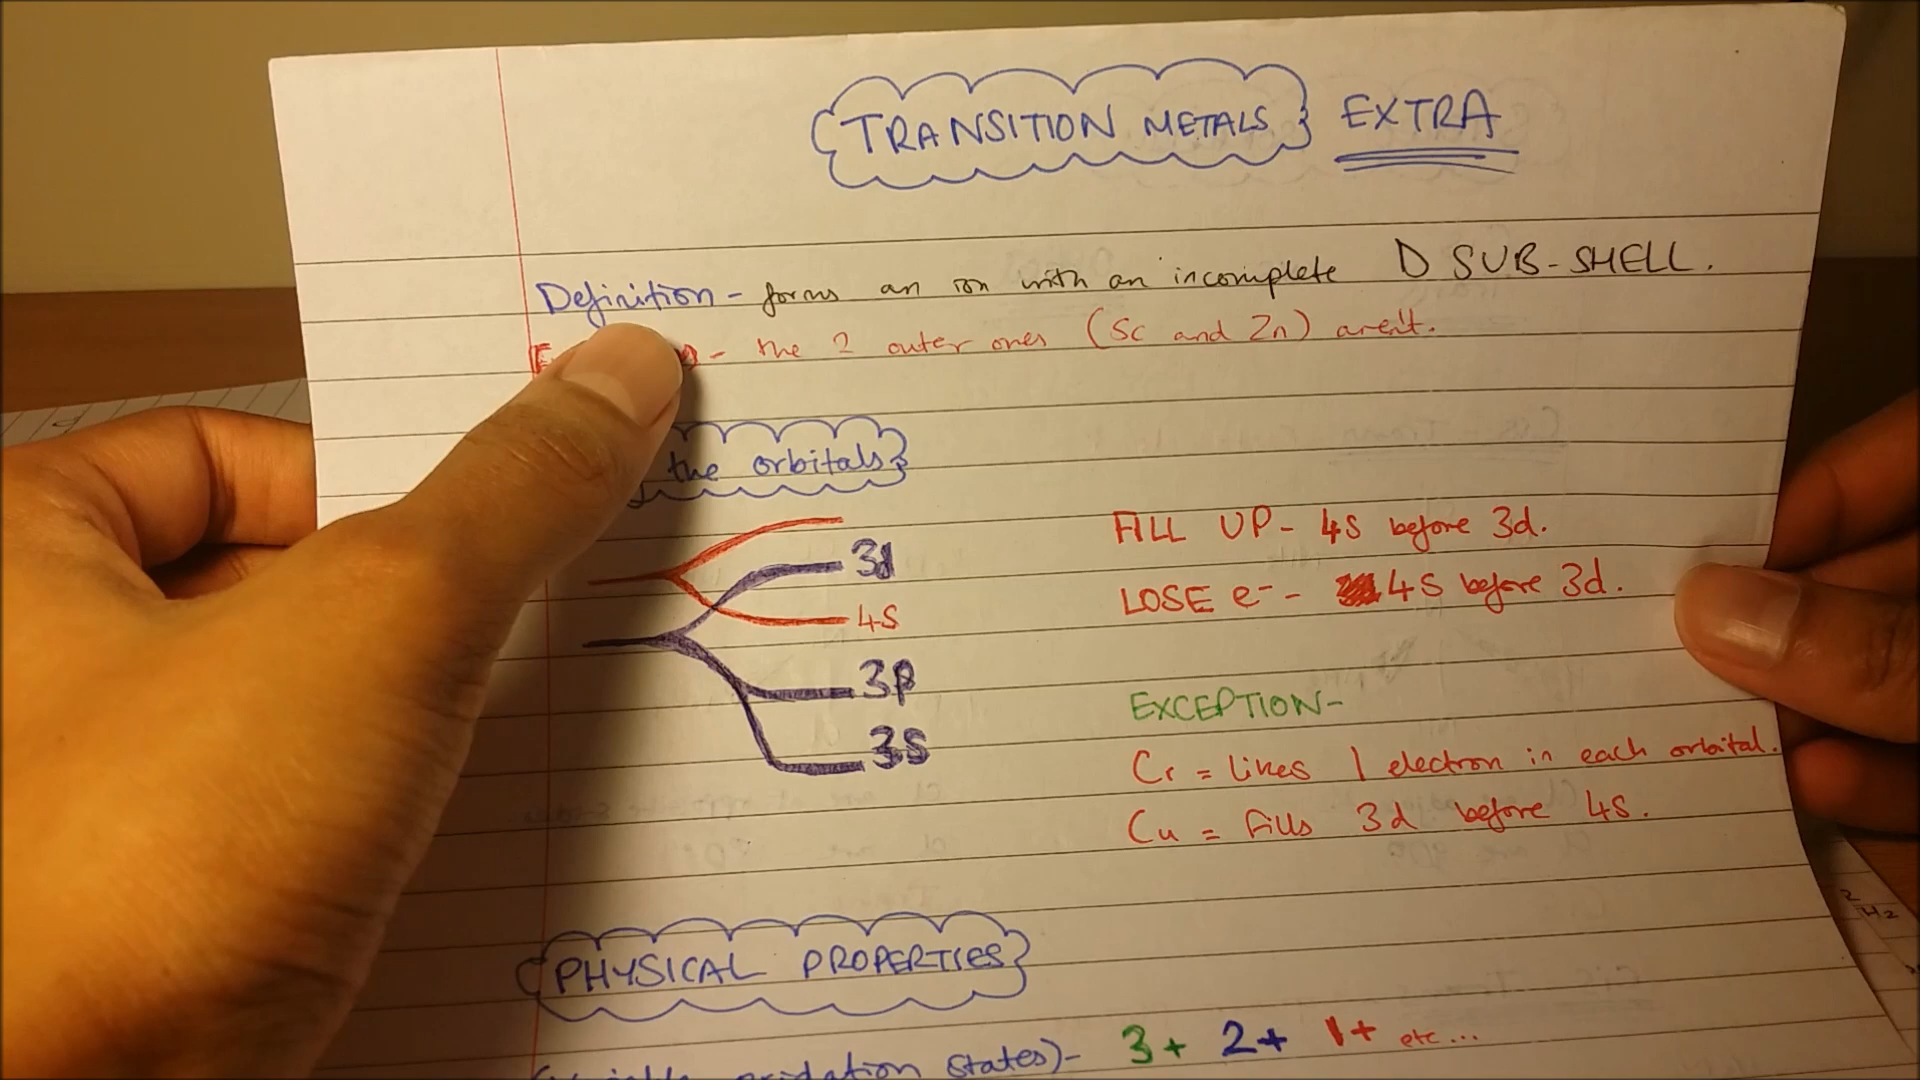 TRANSITION METALS EXTRA
Definition - forms an ion with an incomplete D SUB-SHELL.
- the 2 outer ones (Sc and Zn) aren't.
the orbitals
3d
4s
3p
3s
FILL UP - 4s before 3d.
LOSE e⁻ - 4s before 3d.
EXCEPTION -
Cr = likes 1 electron in each orbital.
Cu = fills 3d before 4s.
PHYSICAL PROPERTIES
oxidation states) - 3+ 2+ 1+ etc...